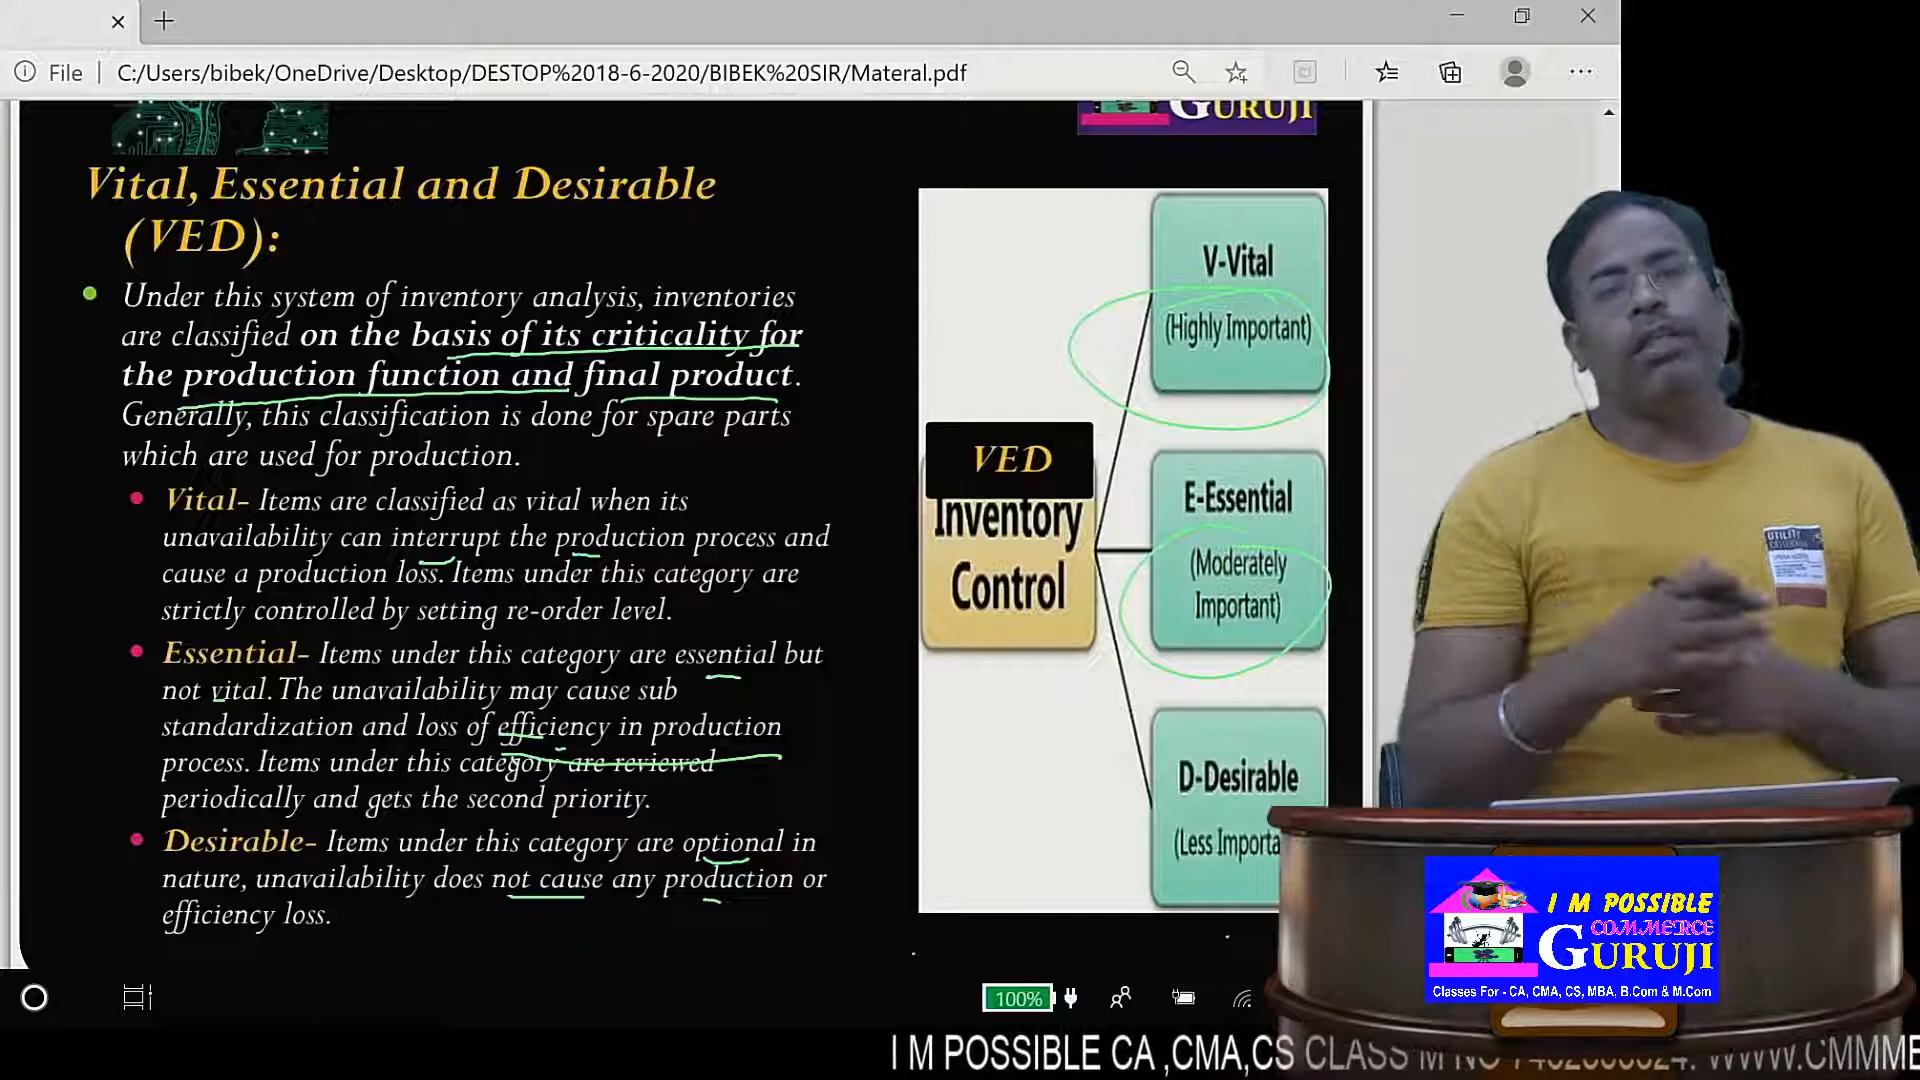 File
C:/Users/bibek/OneDrive/Desktop/DESTOP%2018-6-2020/BIBEK%20SIR/Materal.pdf
GURUJI
Vital, Essential and Desirable
(VED):
Under this system of inventory analysis, inventories
are classified on the basis of its criticality for
the production function and final product.
Generally, this classification is done for spare parts
which are used for production.
Vital- Items are classified as vital when its
unavailability can interrupt the production process and
cause a production loss. Items under this category are
strictly controlled by setting re-order level.
Essential- Items under this category are essential but
not vital. The unavailability may cause sub
standardization and loss of efficiency in production
process. Items under this category are reviewed
periodically and gets the second priority.
Desirable- Items under this category are optional in
nature, unavailability does not cause any production or
efficiency loss.
VED
Inventory
Control
V-Vital
(Highly Important)
E-Essential
(Moderately
Important)
D-Desirable
(Less Importa
UTILITY
I M POSSIBLE
COMMERCE
GURUJI
Classes For - CA, CMA, CS, MBA, B.Com & M.Com
100%
I M POSSIBLE CA ,CMA,CS CLASS M NO